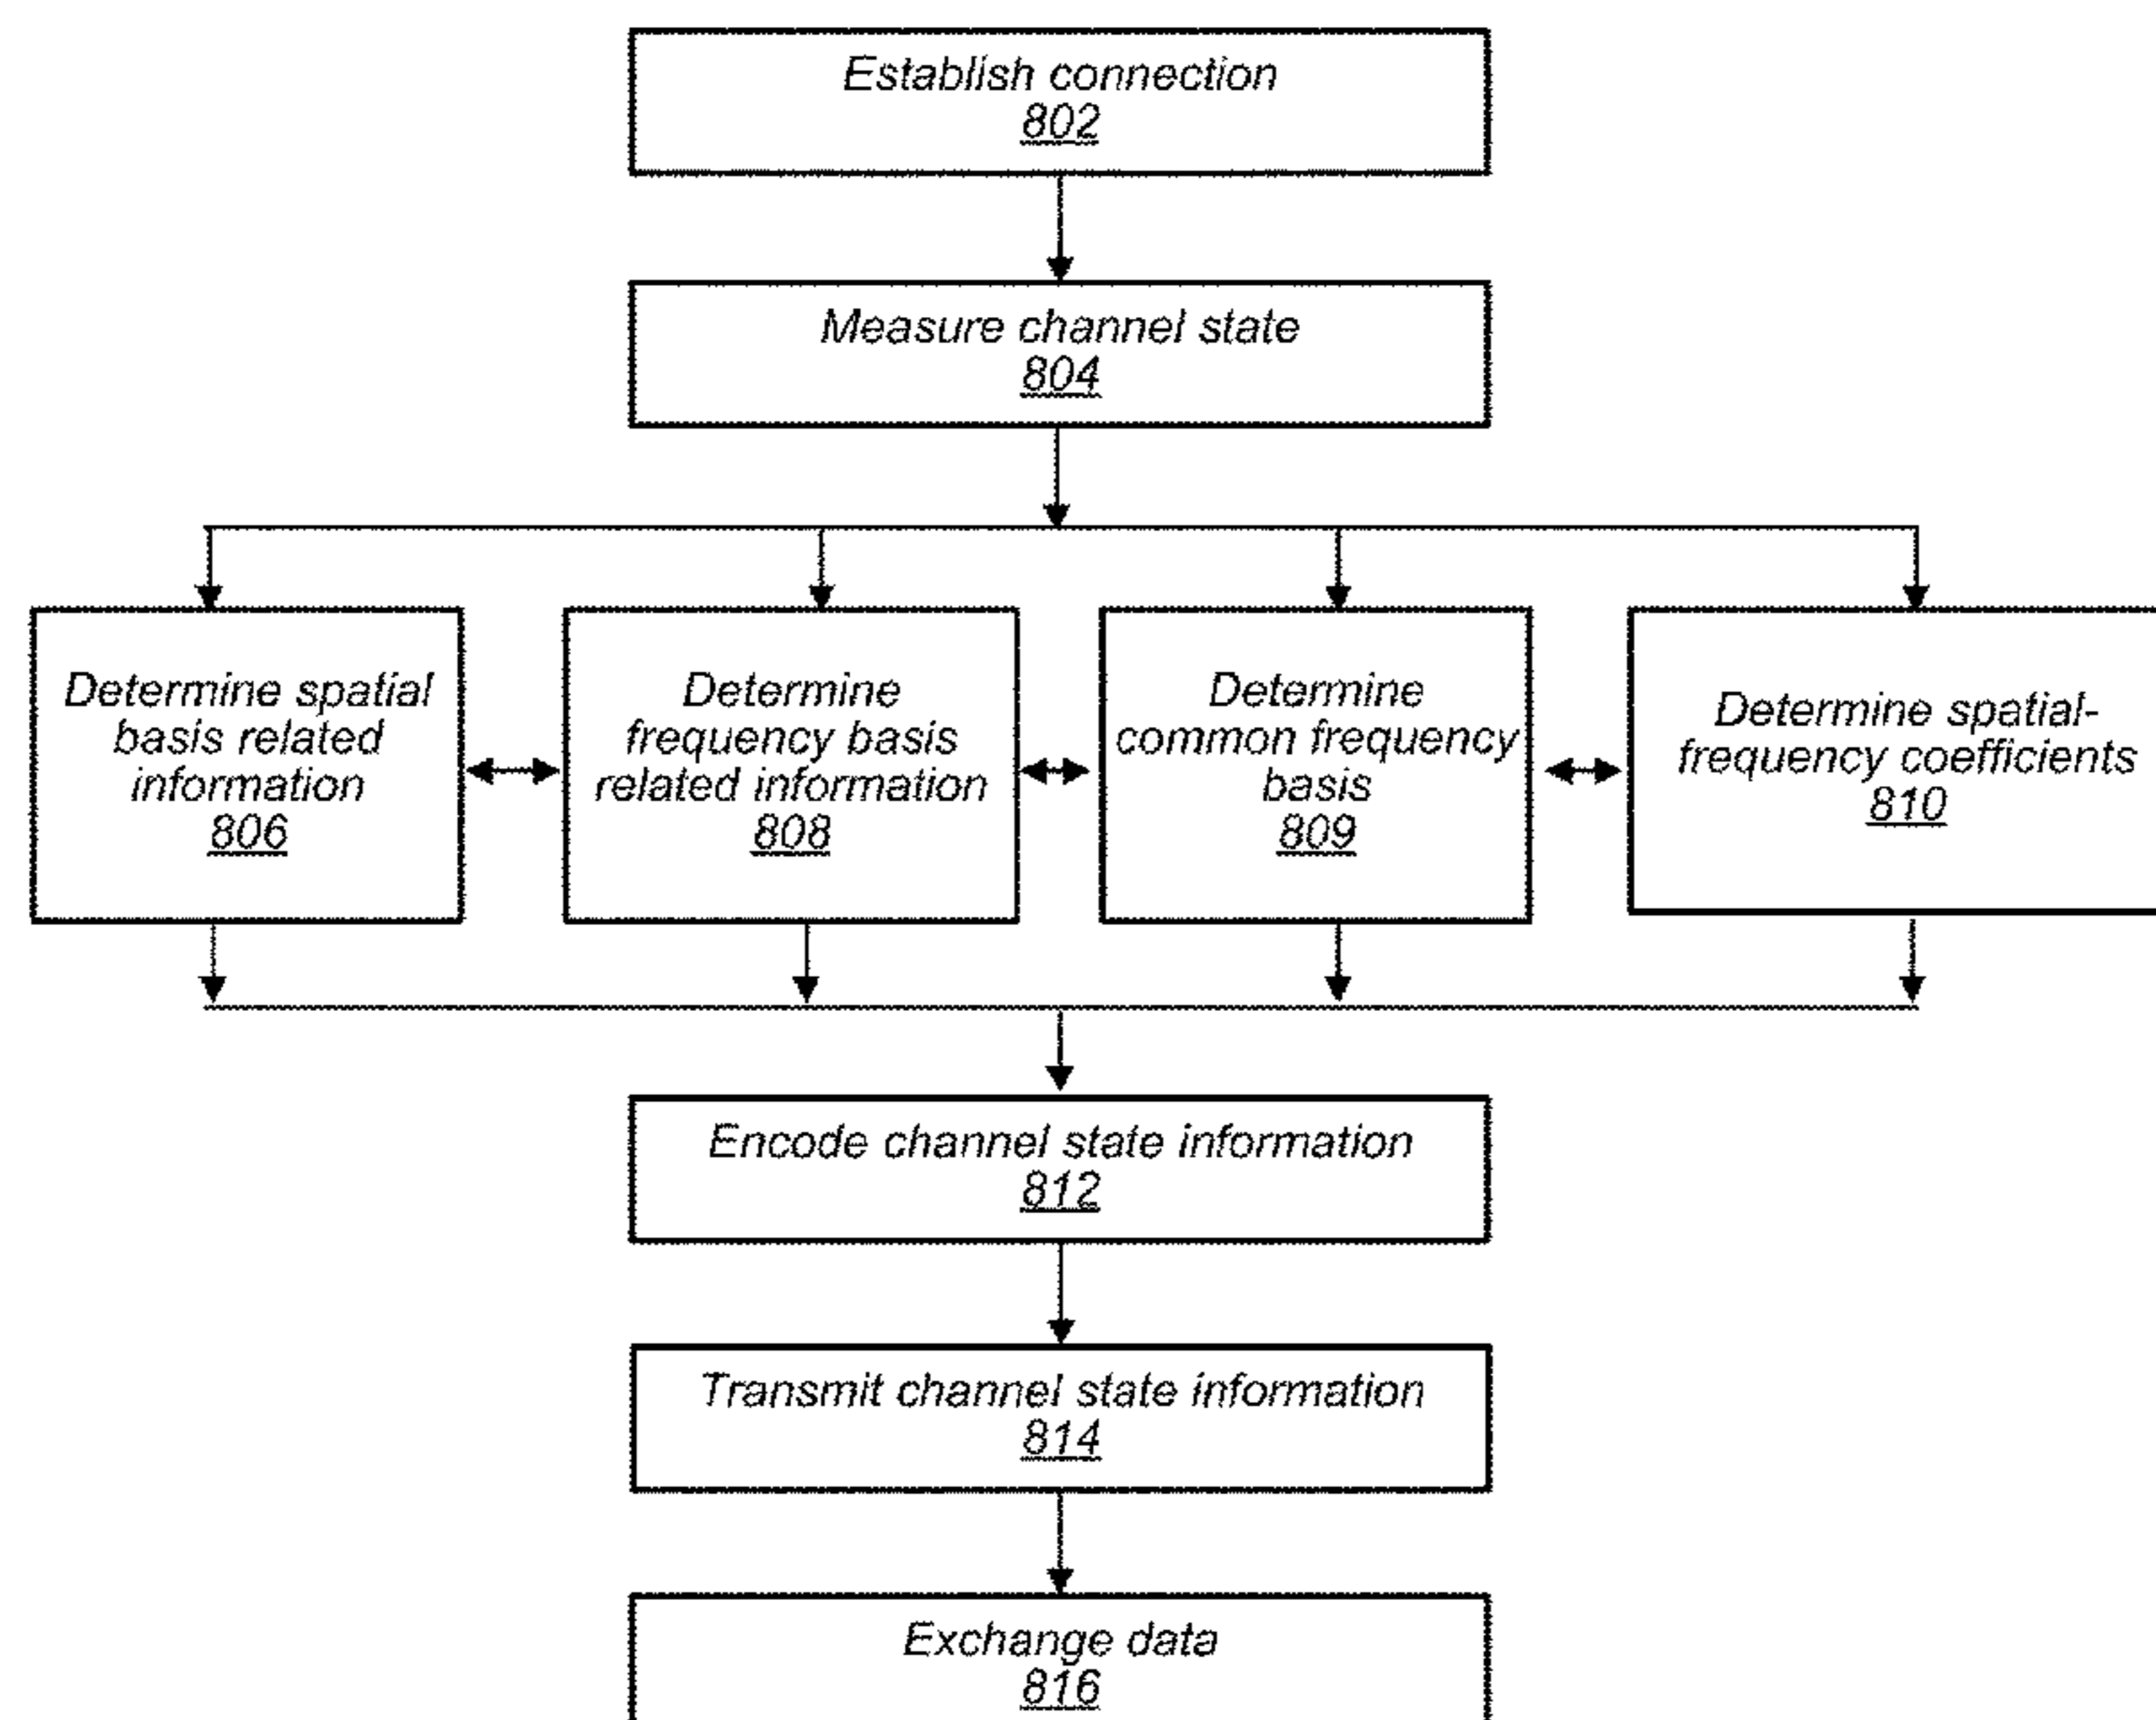 Establish connection
802
Measure channel state
804
Determine spatial
basis related
information
806
Determine
frequency basis
related information
808
Determine
common frequency
basis
809
Determine spatial-
frequency coefficients
810
Encode channel state information
812
Transmit channel state information
814
Exchange data
816